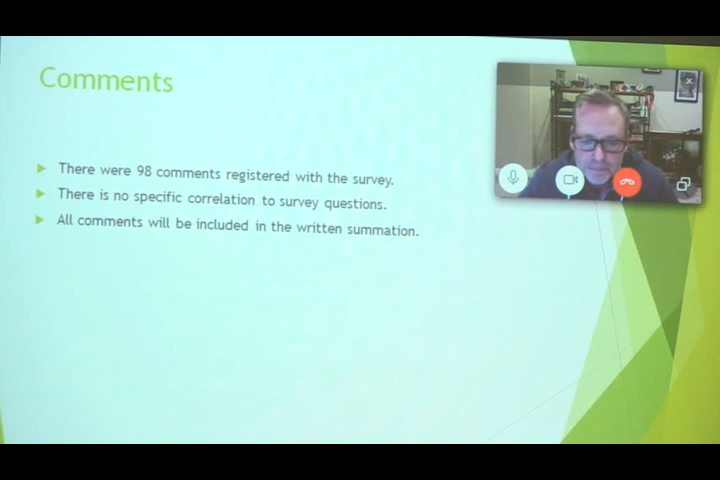 Comments
There were 98 comments registered with the survey.
There is no specific correlation to survey questions.
All comments will be included in the written summation.